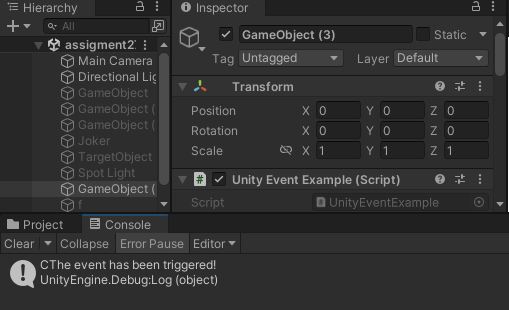 Hierarchy
All
assigment2
Main Camera
Directional Lig
GameObject
GameObject (
GameObject (
Joker
TargetObject
Spot Light
GameObject (
f
Inspector
GameObject (3)
Static
Tag Untagged Layer Default
Transform
Position X 0 Y 0 Z 0
Rotation X 0 Y 0 Z 0
Scale X 1 Y 1 Z 1
# Unity Event Example (Script)
Script # UnityEventExample
Project Console
Clear Collapse Error Pause Editor
CThe event has been triggered!
UnityEngine.Debug:Log (object)